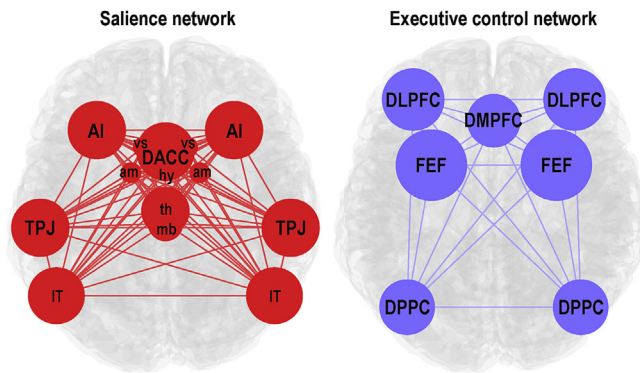 Salience network
AI
AI
vs
vs
DACC
am
hy
am
th
mb
TPJ
TPJ
IT
IT
Executive control network
DLPFC
DLPFC
DMPFC
FEF
FEF
DPPC
DPPC